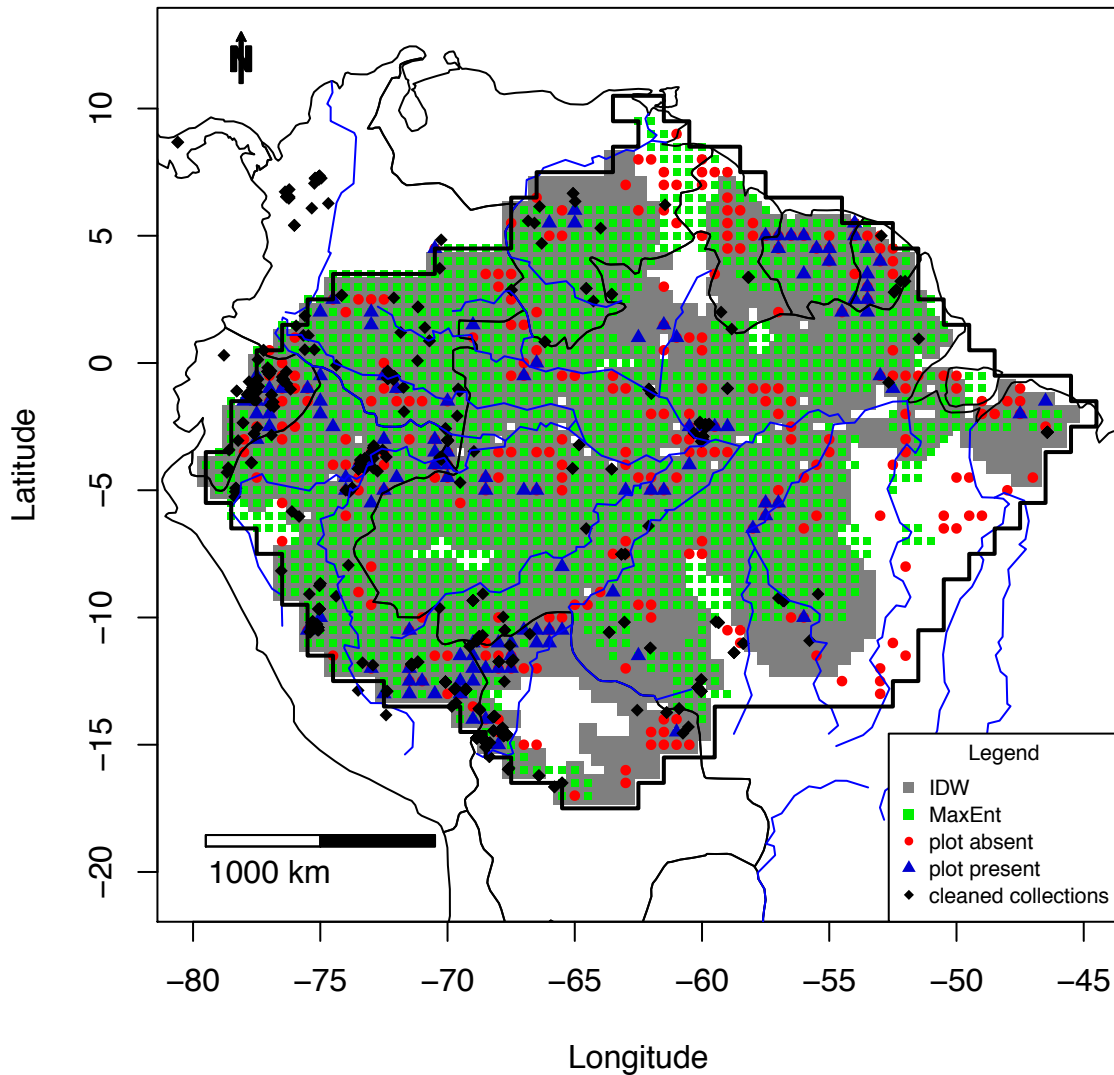 N
10
5
0
−5
−10
−15
−20
Latitude
1000 km
Legend
IDW
MaxEnt
plot absent
plot present
cleaned collections
−80 −75 −70 −65 −60 −55 −50 −45
Longitude